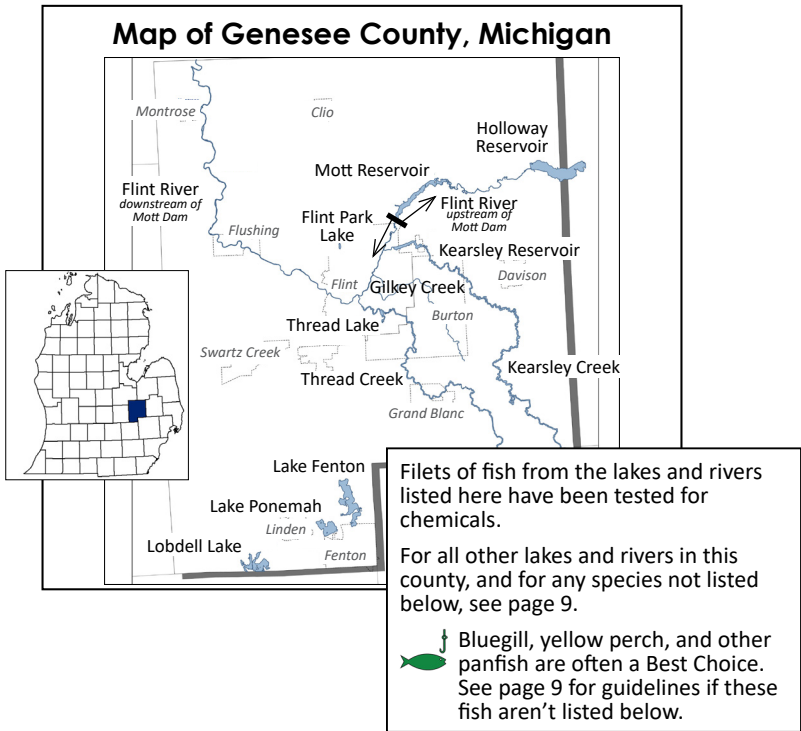 Map of Genesee County, Michigan
Montrose
Clio
Holloway
Reservoir
Mott Reservoir
Flint River
downstream of
Mott Dam
Flint River
upstream of
Mott Dam
Flint Park
Lake
Flushing
Kearsley Reservoir
Davison
Flint
Gilkey Creek
Burton
Thread Lake
Swartz Creek
Thread Creek
Kearsley Creek
Grand Blanc
Lake Fenton
Lake Ponemah
Linden
Lobdell Lake
Fenton
Filets of fish from the lakes and rivers
listed here have been tested for
chemicals.
For all other lakes and rivers in this
county, and for any species not listed
below, see page 9.
Bluegill, yellow perch, and other
panfish are often a Best Choice.
See page 9 for guidelines if these
fish aren't listed below.